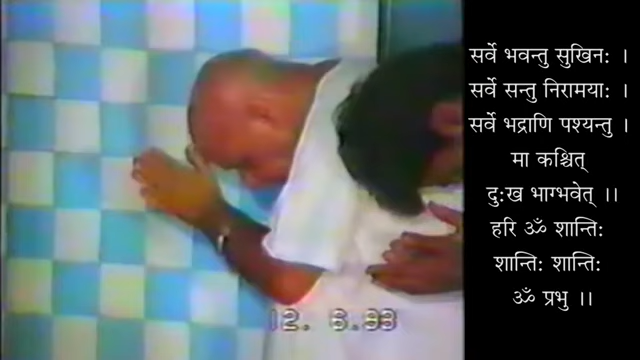 सर्वे भवन्तु सुखिनः ।
सर्वे सन्तु निरामयाः ।
सर्वे भद्राणि पश्यन्तु ।
मा कश्चित्
दुःख भाग्भवेत् ।।
हरि ॐ शान्तिः
शान्तिः शान्तिः
ॐ प्रभु ।।
12. 6.93